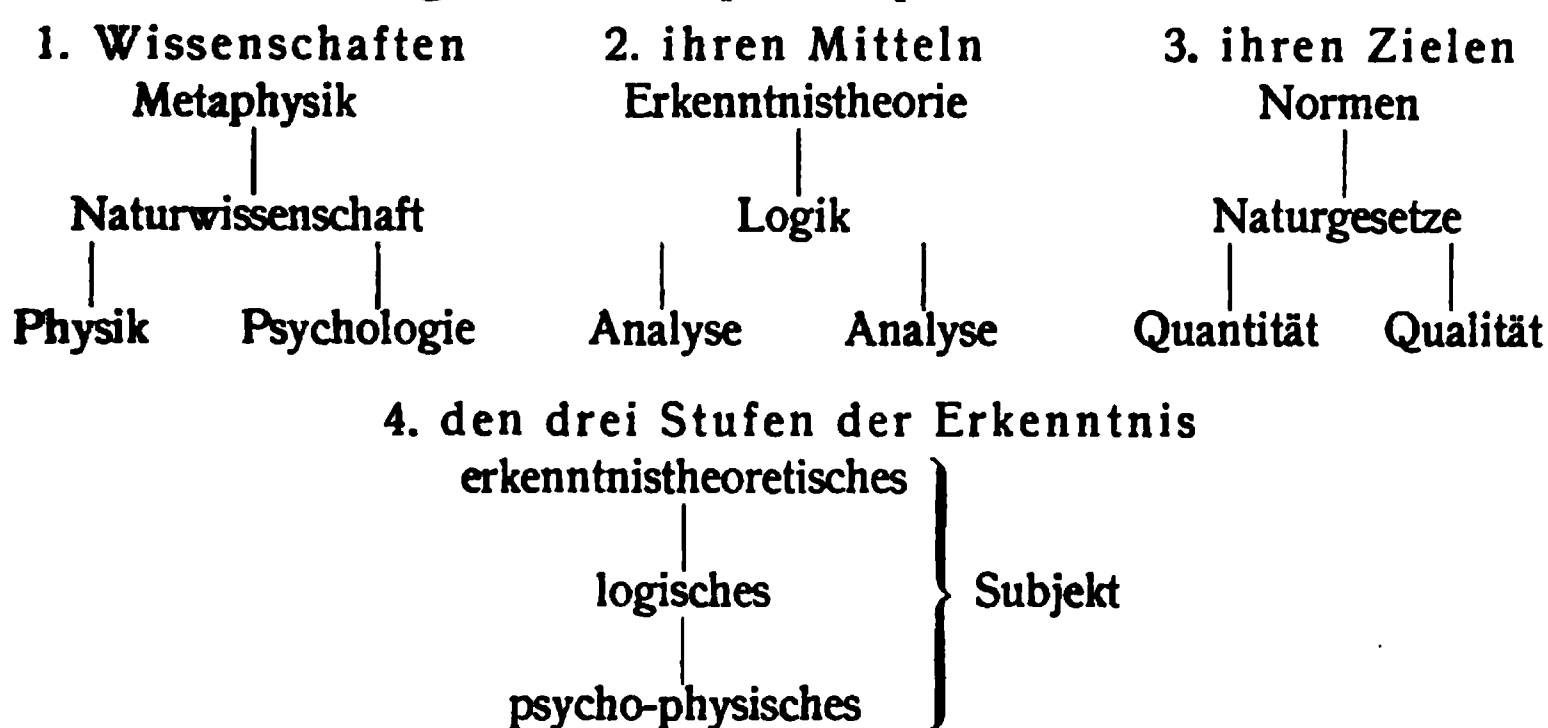 1. Wissenschaften 2. ihren Mitteln 3. ihren Zielen
Metaphysik Erkenntnistheorie Normen
Naturwissenschaft Logik Naturgesetze
Physik Psychologie Analyse Analyse Quantität Qualität
4. den drei Stufen der Erkenntnis
erkenntnistheoretisches
logisches Subjekt
psycho-physisches